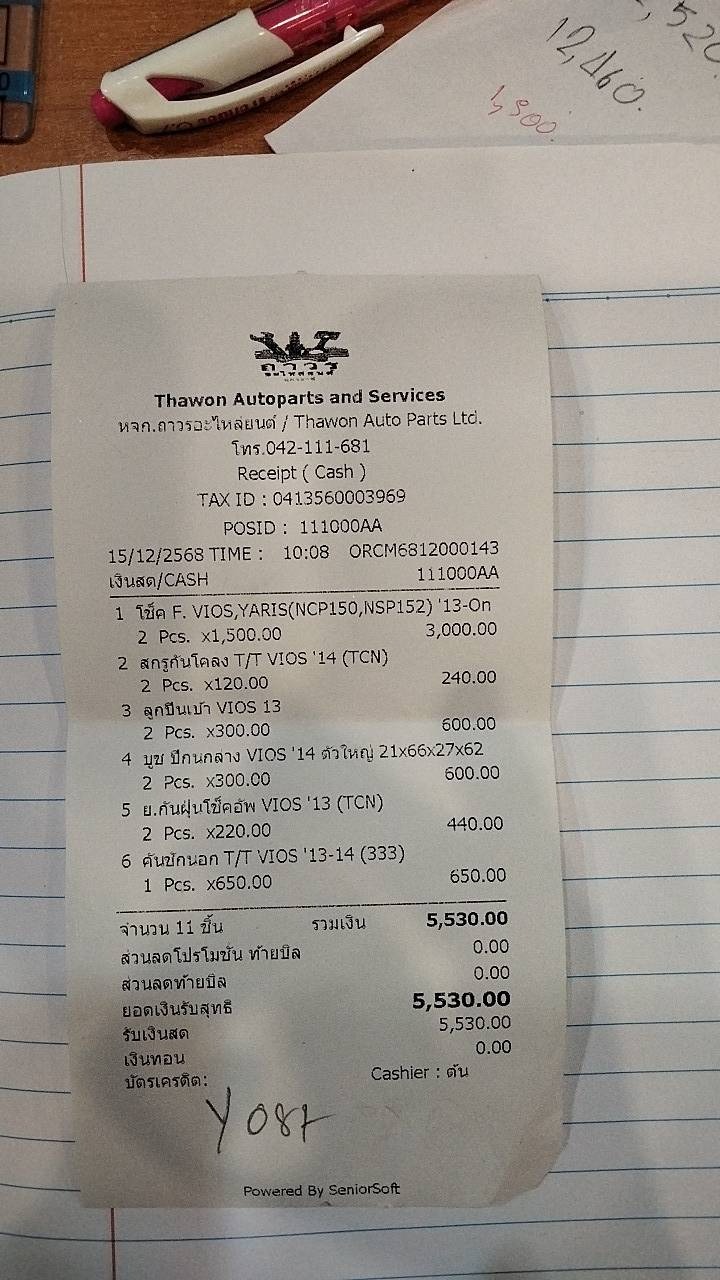 12,460.
1,900.
ถาวร
Thawon Autoparts and Services
หจก.ถาวรอะไหล่ยนต์ / Thawon Auto Parts Ltd.
โทร.042-111-681
Receipt ( Cash )
TAX ID : 0413560003969
POSID : 111000AA
15/12/2568 TIME : 10:08 ORCM6812000143
เงินสด/CASH 111000AA
1 โช๊ค F. VIOS,YARIS(NCP150,NSP152) '13-On
2 Pcs. x1,500.00 3,000.00
2 สกรูกันโคลง T/T VIOS '14 (TCN)
2 Pcs. x120.00 240.00
3 ลูกปืนเบ้า VIOS 13
2 Pcs. x300.00 600.00
4 บูช ปีกนกลาง VIOS '14 ตัวใหญ่ 21x66x27x62
2 Pcs. x300.00 600.00
5 ย.กันฝุ่นโช๊คอัพ VIOS '13 (TCN)
2 Pcs. x220.00 440.00
6 คันชักนอก T/T VIOS '13-14 (333)
1 Pcs. x650.00 650.00
จำนวน 11 ชิ้น รวมเงิน 5,530.00
ส่วนลดโปรโมชั่น ท้ายบิล 0.00
ส่วนลดท้ายบิล 0.00
ยอดเงินรับสุทธิ 5,530.00
รับเงินสด 5,530.00
เงินทอน 0.00
บัตรเครดิต: Cashier : ต้น
Y 087
Powered By SeniorSoft